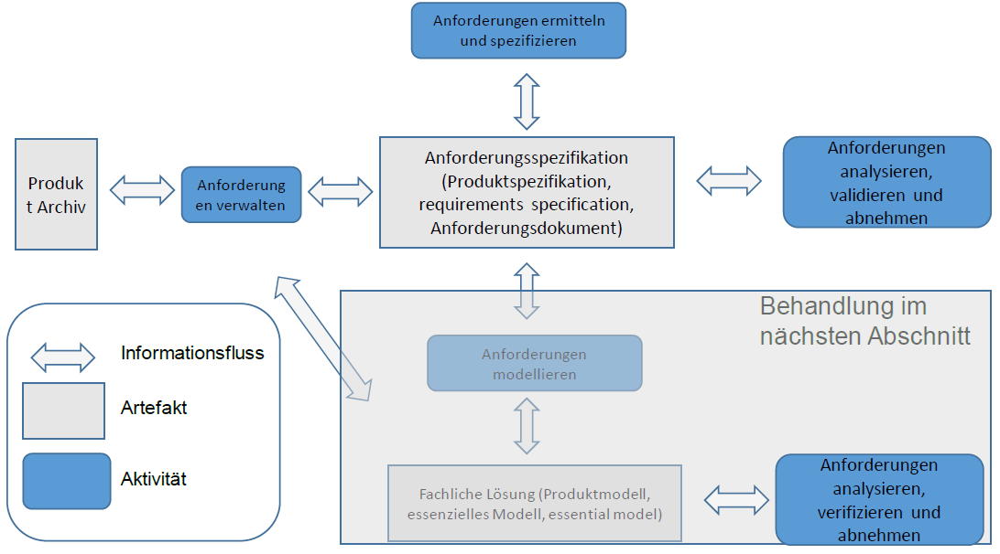 Anforderungen ermitteln
und spezifizieren
Produk
t Archiv
Anforderung
en verwalten
Anforderungsspezifikation
(Produktspezifikation,
requirements specification,
Anforderungsdokument)
Anforderungen
analysieren,
validieren und
abnehmen
Behandlung im
nächsten Abschnitt
Anforderungen
modellieren
Fachliche Lösung (Produktmodell,
essenzielles Modell, essential model)
Anforderungen
analysieren,
verifizieren und
abnehmen
Informationsfluss
Artefakt
Aktivität